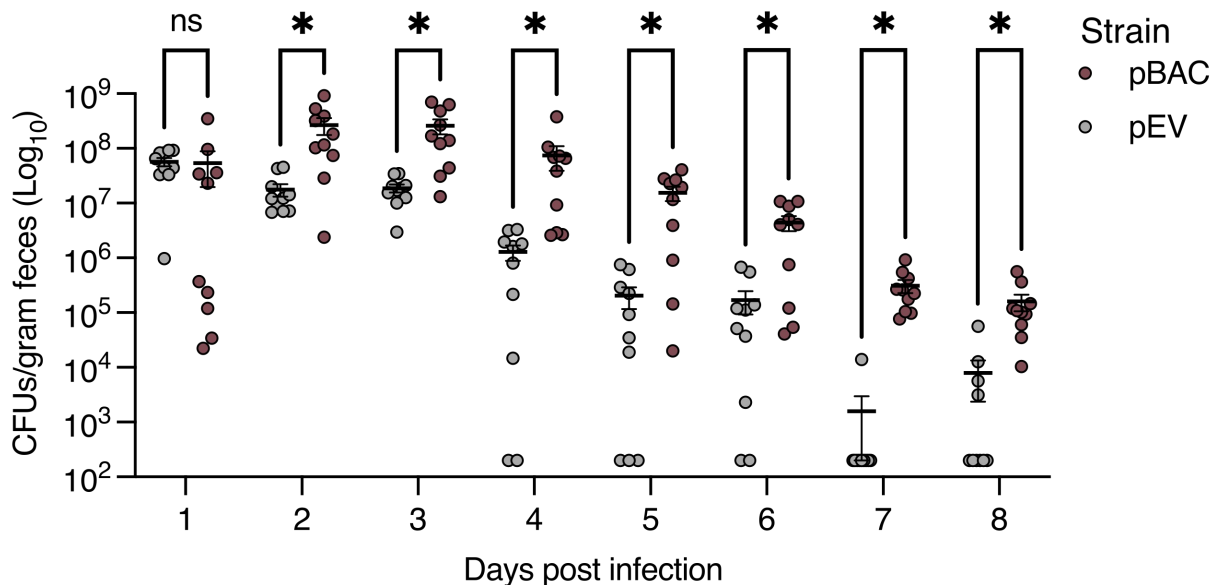 ns * * * * * * *
Strain
pBAC
pEV
CFUs/gram feces (Log₁₀)
10⁹
10⁸
10⁷
10⁶
10⁵
10⁴
10³
10²
1 2 3 4 5 6 7 8
Days post infection